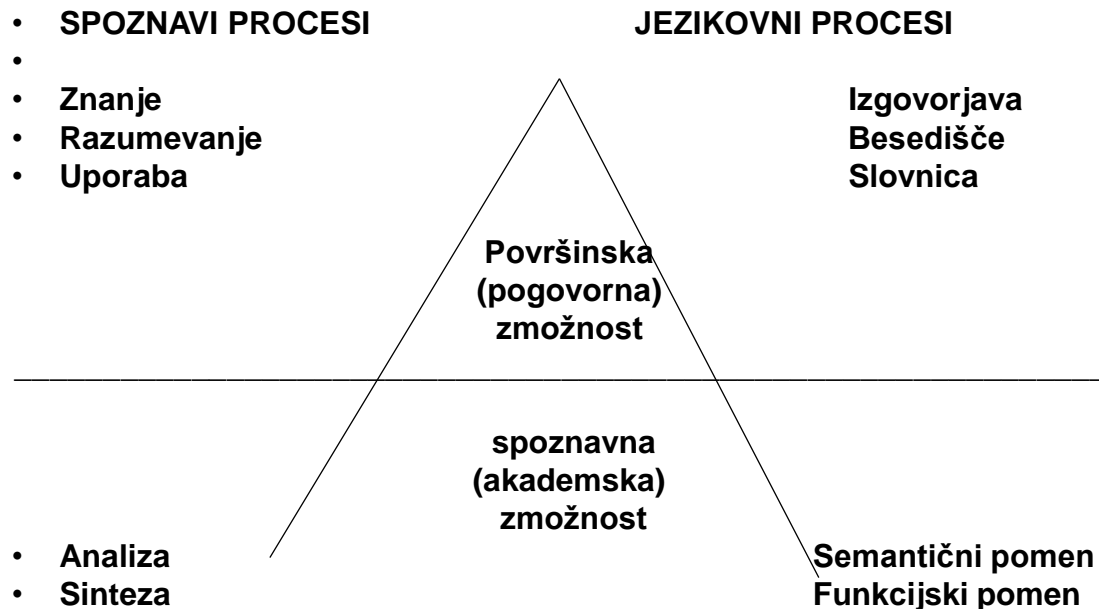 • SPOZNAVI PROCESI JEZIKOVNI PROCESI
•
• Znanje Izgovorjava
• Razumevanje Besedišče
• Uporaba Slovnica
Površinska
(pogovorna)
zmožnost
spoznavna
(akademska)
zmožnost
• Analiza Semantični pomen
• Sinteza Funkcijski pomen